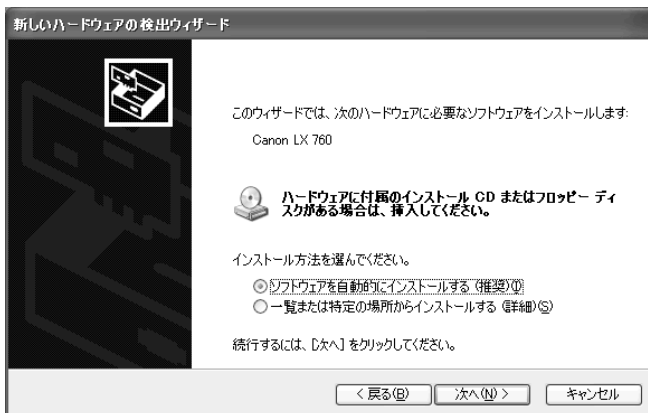 新しいハードウェアの検出ウィザード
このウィザードでは、次のハードウェアに必要なソフトウェアをインストールします:
Canon LX 760
ハードウェアに付属のインストール CD またはフロッピー ディ
スクがある場合は、挿入してください。
インストール方法を選んでください。
ソフトウェアを自動的にインストールする (推奨)(I)
一覧または特定の場所からインストールする (詳細)(S)
続行するには、[次へ] をクリックしてください。
< 戻る(B)
次へ(N) >
キャンセル